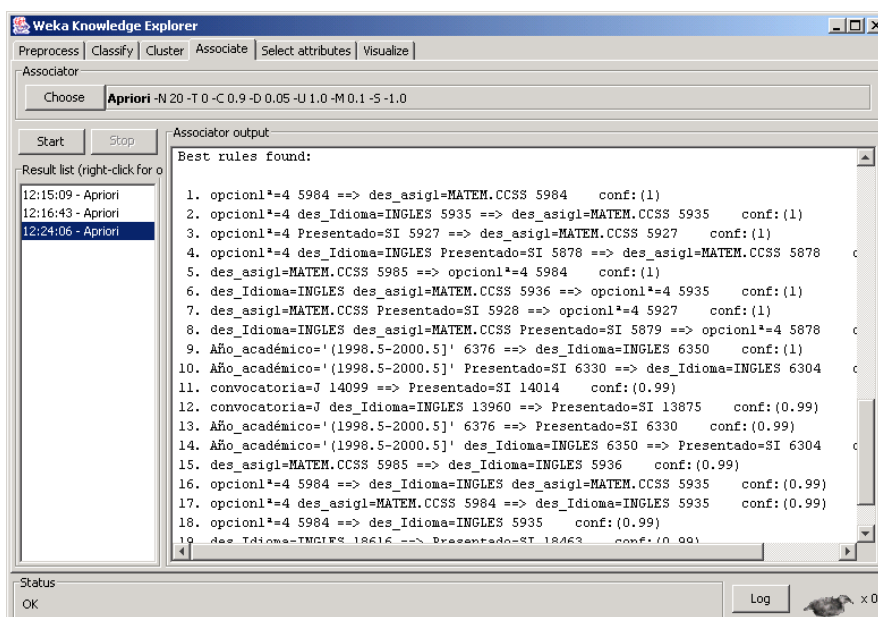 Weka Knowledge Explorer
Preprocess Classify Cluster Associate Select attributes Visualize
Associator
Choose Apriori -N 20 -T 0 -C 0.9 -D 0.05 -U 1.0 -M 0.1 -S -1.0
Start Stop
Result list (right-click for o
12:15:09 - Apriori
12:16:43 - Apriori
12:24:06 - Apriori
Associator output
Best rules found:
1. opcion1ª=4 5984 ==> des_asig1=MATEM.CCSS 5984 conf:(1)
2. opcion1ª=4 des_Idioma=INGLES 5935 ==> des_asig1=MATEM.CCSS 5935 conf:(1)
3. opcion1ª=4 Presentado=SI 5927 ==> des_asig1=MATEM.CCSS 5927 conf:(1)
4. opcion1ª=4 des_Idioma=INGLES Presentado=SI 5878 ==> des_asig1=MATEM.CCSS 5878 c
5. des_asig1=MATEM.CCSS 5985 ==> opcion1ª=4 5984 conf:(1)
6. des_Idioma=INGLES des_asig1=MATEM.CCSS 5936 ==> opcion1ª=4 5935 conf:(1)
7. des_asig1=MATEM.CCSS Presentado=SI 5928 ==> opcion1ª=4 5927 conf:(1)
8. des_Idioma=INGLES des_asig1=MATEM.CCSS Presentado=SI 5879 ==> opcion1ª=4 5878 c
9. Año_académico='(1998.5-2000.5]' 6376 ==> des_Idioma=INGLES 6350 conf:(1)
10. Año_académico='(1998.5-2000.5]' Presentado=SI 6330 ==> des_Idioma=INGLES 6304 c
11. convocatoria=J 14099 ==> Presentado=SI 14014 conf:(0.99)
12. convocatoria=J des_Idioma=INGLES 13960 ==> Presentado=SI 13875 conf:(0.99)
13. Año_académico='(1998.5-2000.5]' 6376 ==> Presentado=SI 6330 conf:(0.99)
14. Año_académico='(1998.5-2000.5]' des_Idioma=INGLES 6350 ==> Presentado=SI 6304 c
15. des_asig1=MATEM.CCSS 5985 ==> des_Idioma=INGLES 5936 conf:(0.99)
16. opcion1ª=4 5984 ==> des_Idioma=INGLES des_asig1=MATEM.CCSS 5935 conf:(0.99)
17. opcion1ª=4 des_asig1=MATEM.CCSS 5984 ==> des_Idioma=INGLES 5935 conf:(0.99)
18. opcion1ª=4 5984 ==> des_Idioma=INGLES 5935 conf:(0.99)
19. des_Idioma=INGLES 18616 ==> Presentado=SI 18463 conf:(0.99)
Status
OK
Log
x 0